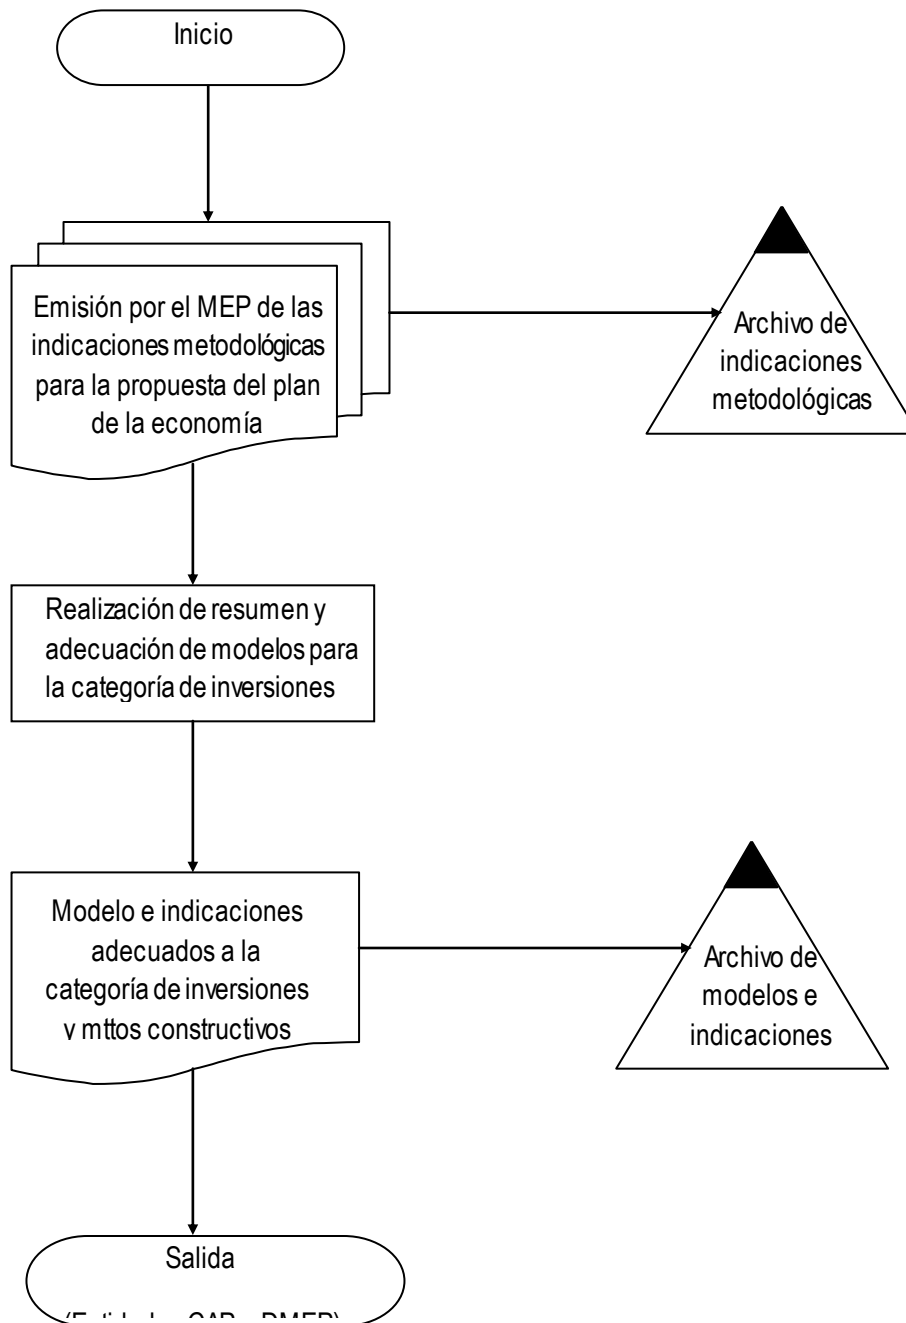 Inicio
Emisión por el MEP de las
indicaciones metodológicas
para la propuesta del plan
de la economía
Archivo de
indicaciones
metodológicas
Realización de resumen y
adecuación de modelos para
la categoría de inversiones
Modelo e indicaciones
adecuados a la
categoría de inversiones
y mttos constructivos
Archivo de
modelos e
indicaciones
Salida